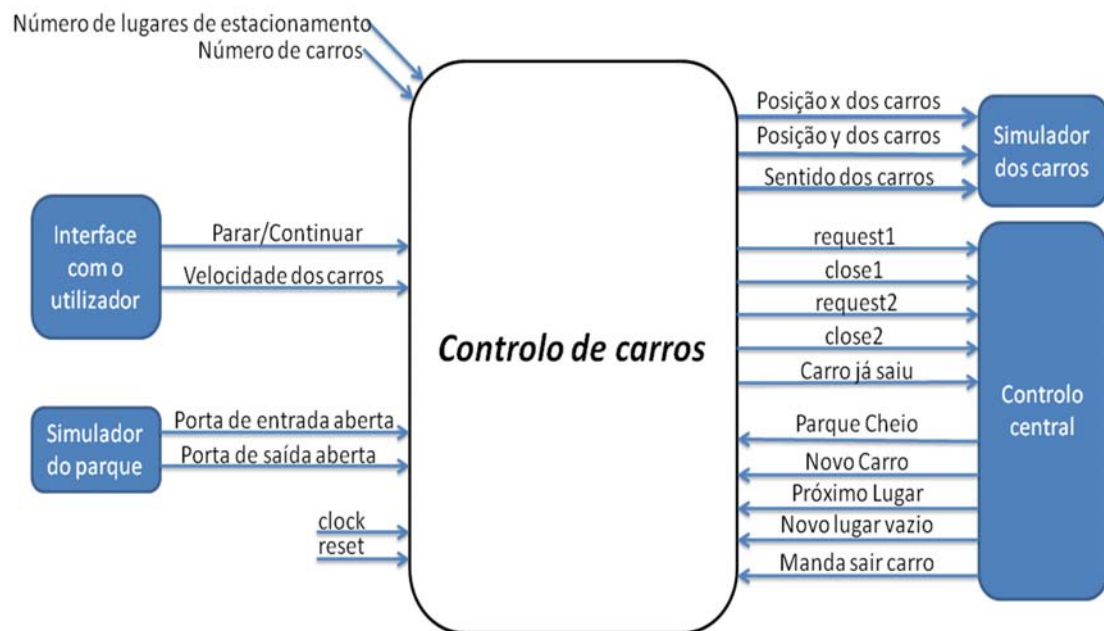 Número de lugares de estacionamento
Número de carros
Interface
com o
utilizador
Parar/Continuar
Velocidade dos carros
Simulador
do parque
Porta de entrada aberta
Porta de saída aberta
clock
reset
Controlo de carros
Posição x dos carros
Posição y dos carros
Sentido dos carros
Simulador
dos carros
request1
close1
request2
close2
Carro já saiu
Parque Cheio
Novo Carro
Próximo Lugar
Novo lugar vazio
Manda sair carro
Controlo
central